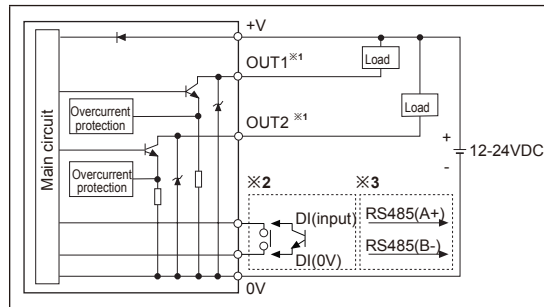 +V
OUT1※1
Load
Main circuit
Overcurrent
protection
Load
OUT2 ※1
+
12-24VDC
-
Overcurrent
protection
※2
※3
DI(input)
RS485(A+)
DI(0V)
RS485(B-)
0V